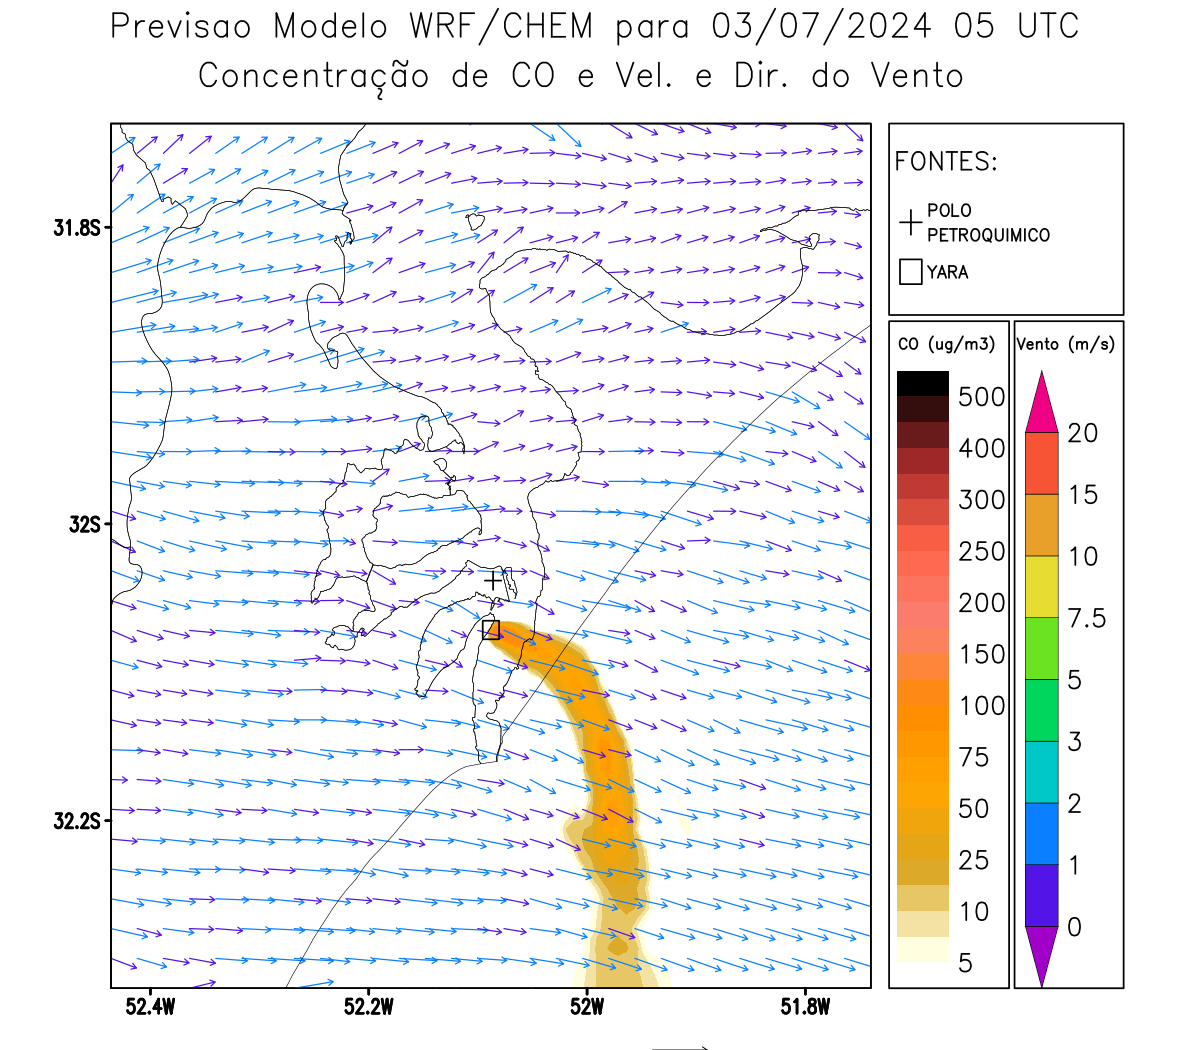 Previsao Modelo WRF/CHEM para 03/07/2024 05 UTC
Concentração de CO e Vel. e Dir. do Vento
FONTES:
POLO
PETROQUIMICO
YARA
CO (ug/m3)
500
400
300
250
200
150
100
75
50
25
10
5
Vento (m/s)
20
15
10
7.5
5
3
2
1
0
31.8S
32S
32.2S
52.4W
52.2W
52W
51.8W